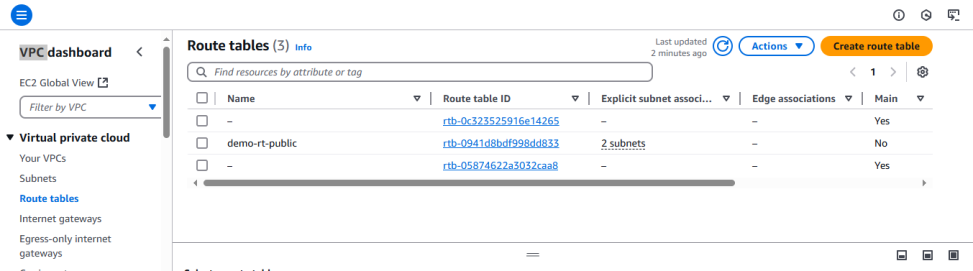 VPC dashboard
EC2 Global View
Filter by VPC
Virtual private cloud
Your VPCs
Subnets
Route tables
Internet gateways
Egress-only internet
gateways
Route tables (3) Info
Last updated
2 minutes ago
Actions
Create route table
Find resources by attribute or tag
1
Name Route table ID Explicit subnet associ... Edge associations Main
– rtb-0c323525916e14265 – – Yes
demo-rt-public rtb-0941d8bdf998dd833 2 subnets – No
– rtb-05874622a3032caa8 – – Yes